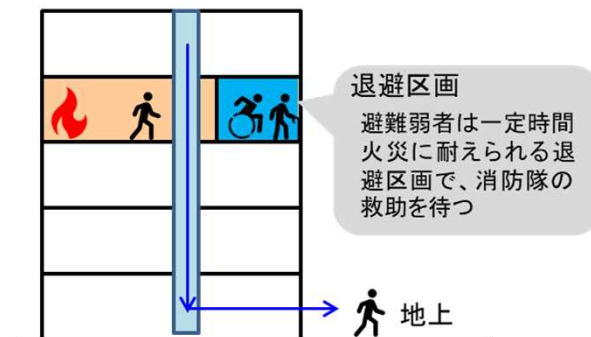 退避区画
避難弱者は一定時間
火災に耐えられる退
避区画で、消防隊の
救助を待つ
地上